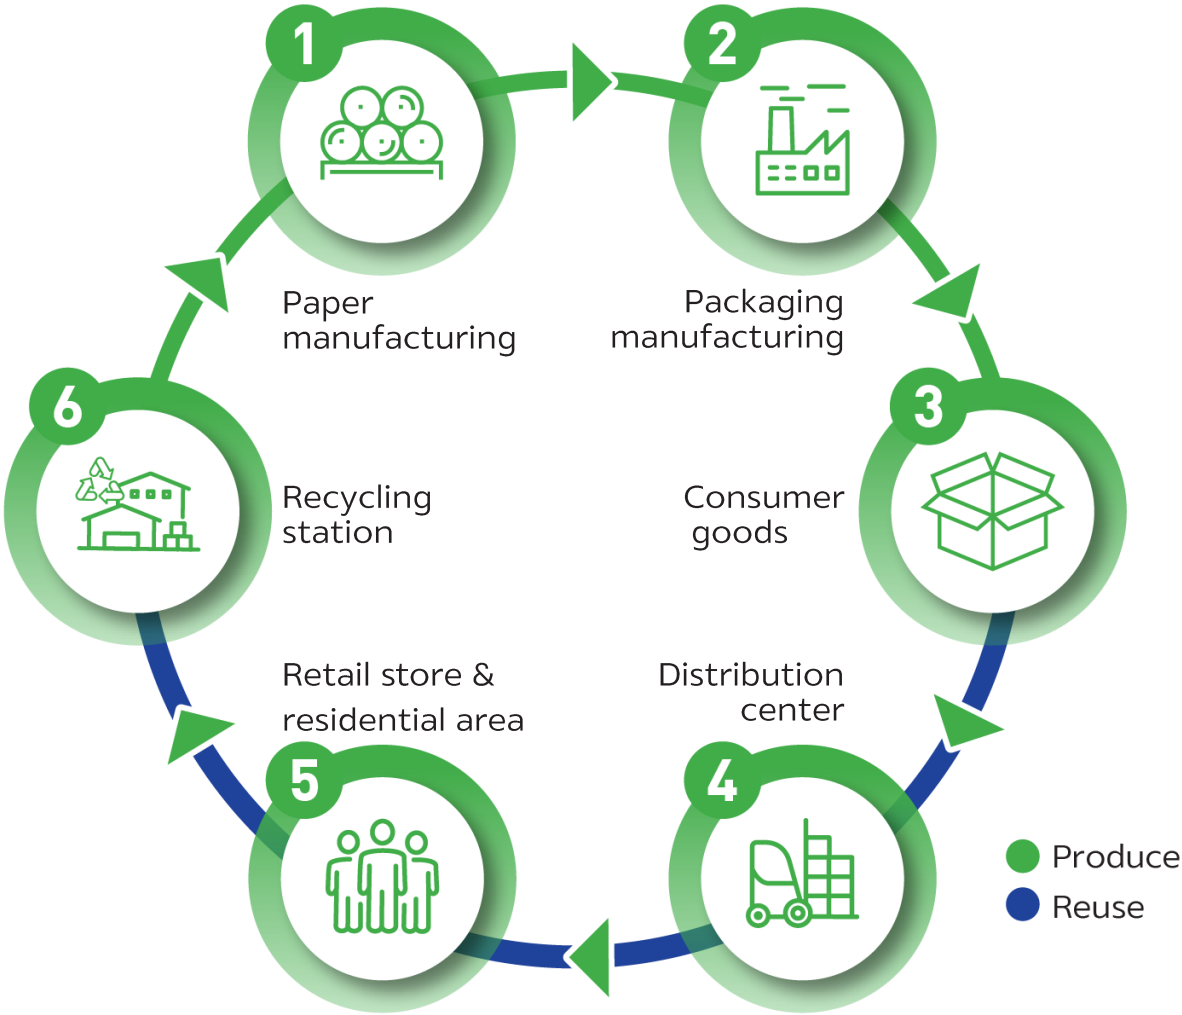 1
Paper
manufacturing
2
Packaging
manufacturing
3
Consumer
goods
4
Distribution
center
5
Retail store &
residential area
6
Recycling
station
Produce
Reuse